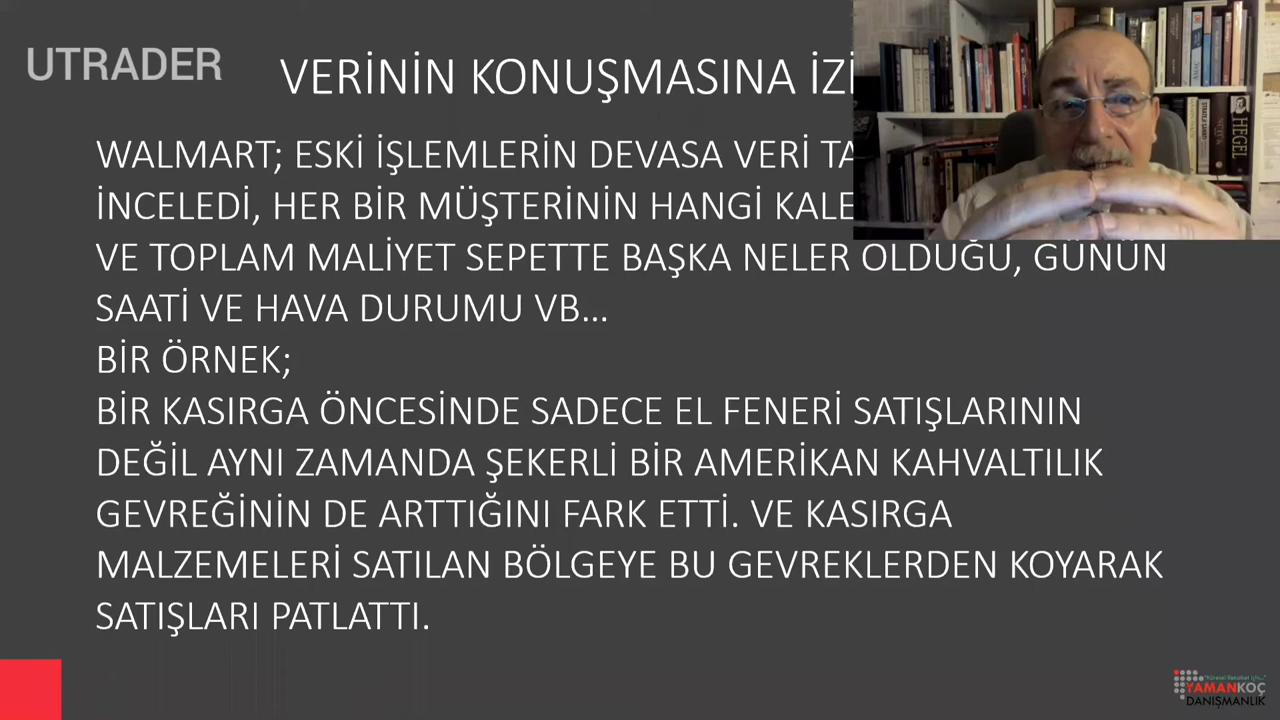 UTRADER
VERİNİN KONUŞMASINA
WALMART; ESKİ İŞLEMLERİN DEVASA VERİ
İNCELEDİ, HER BİR MÜŞTERİNİN HANGİ
VE TOPLAM MALİYET SEPETTE BAŞKA NELER OLDUĞU, GÜNÜN
SAATİ VE HAVA DURUMU VB...
BİR ÖRNEK;
BİR KASIRGA ÖNCESİNDE SADECE EL FENERİ SATIŞLARININ
DEĞİL AYNI ZAMANDA ŞEKERLİ BİR AMERİKAN KAHVALTILIK
GEVREĞİNİN DE ARTTIĞINI FARK ETTİ. VE KASIRGA
MALZEMELERİ SATILAN BÖLGEYE BU GEVREKLERDEN KOYARAK
SATIŞLARI PATLATTI.
HEGEL
"Küresel Rekabet İçin..."
YAMANKOÇ
DANIŞMANLIK